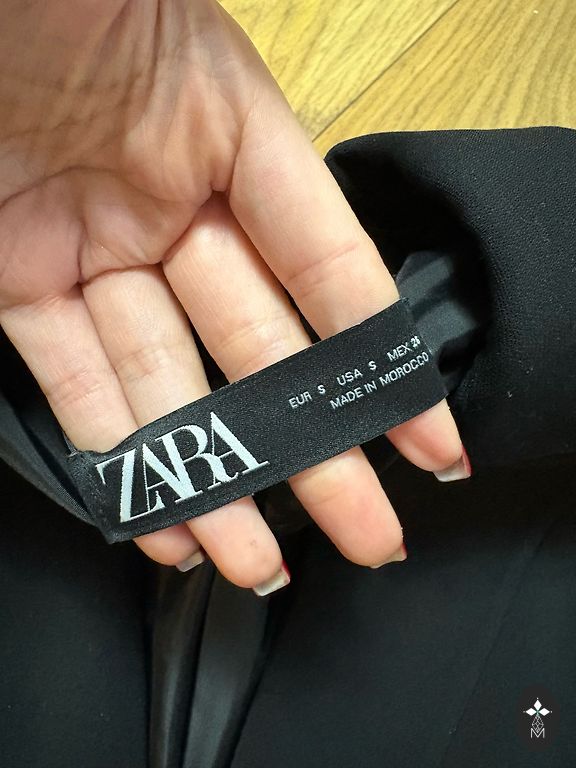 ZARA
EUR S USA S MEX 26
MADE IN MOROCCO